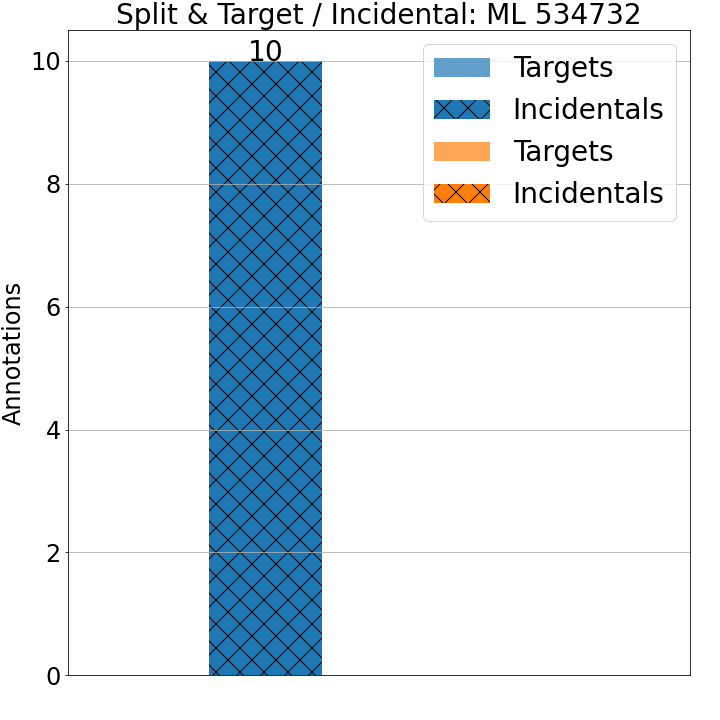 Split & Target / Incidental: ML 534732
10
Targets
Incidentals
Targets
Incidentals
Annotations
10
8
6
4
2
0